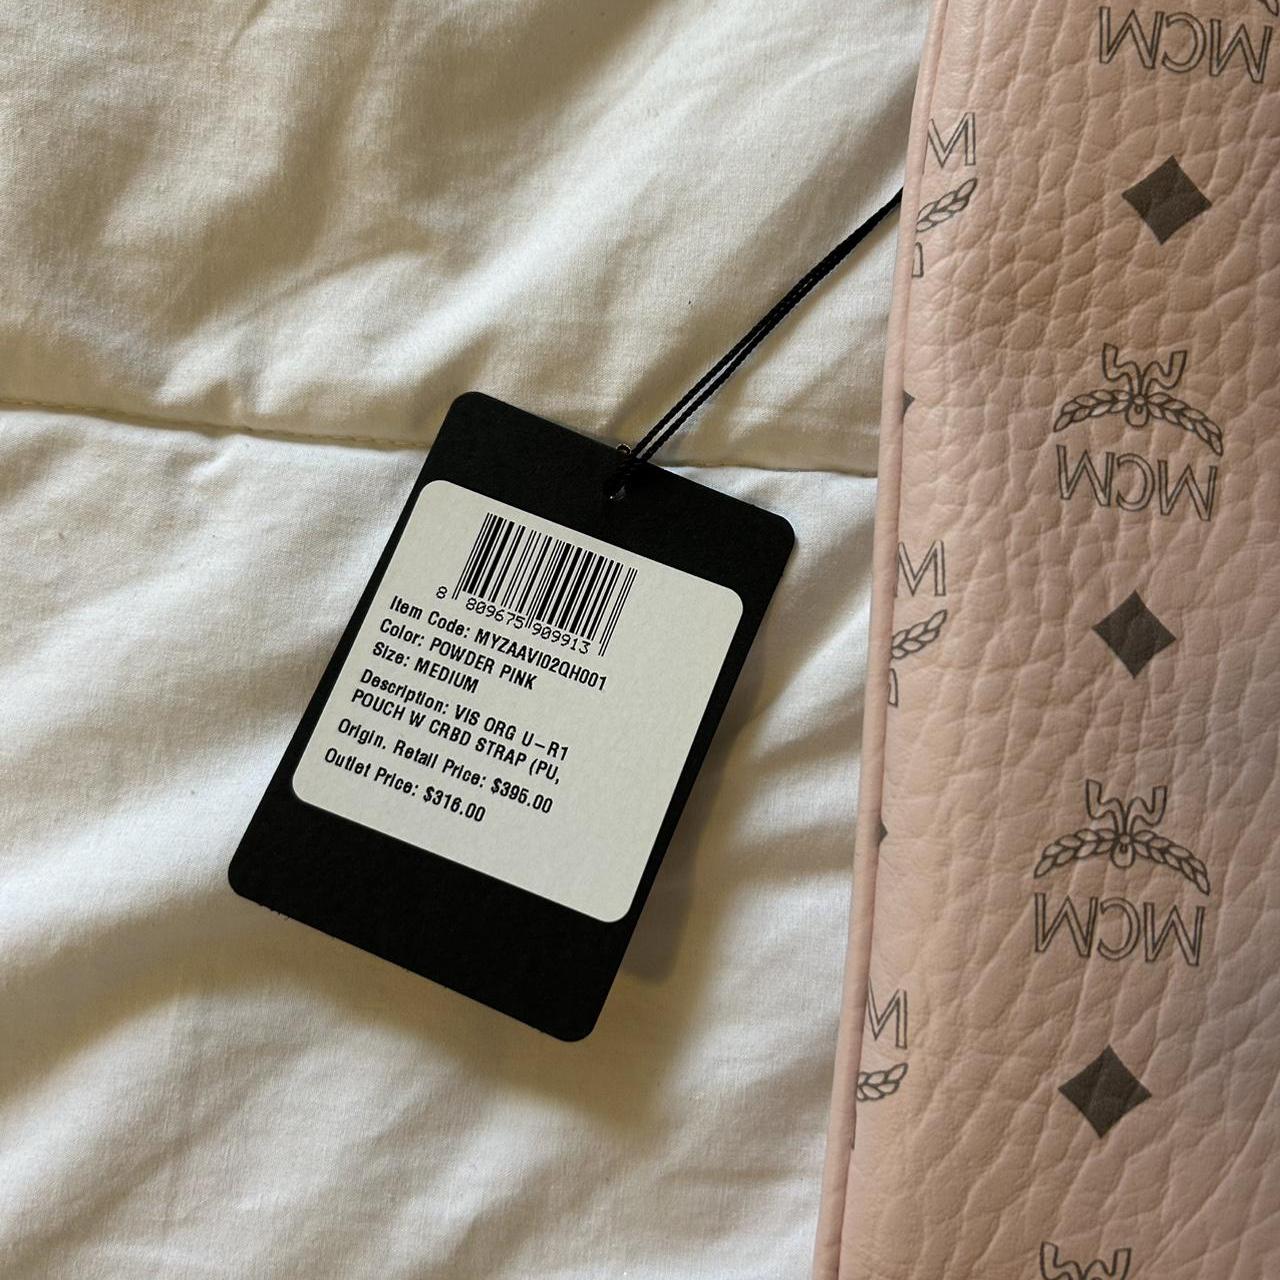 8 809675 909913
Item Code: MYZAAVI02QH001
Color: POWDER PINK
Size: MEDIUM
Description: VIS ORG U-R1
POUCH W CRBD STRAP (PU,
Origin. Retail Price: $395.00
Outlet Price: $316.00
MCM
M
MCM
M
MCM
M